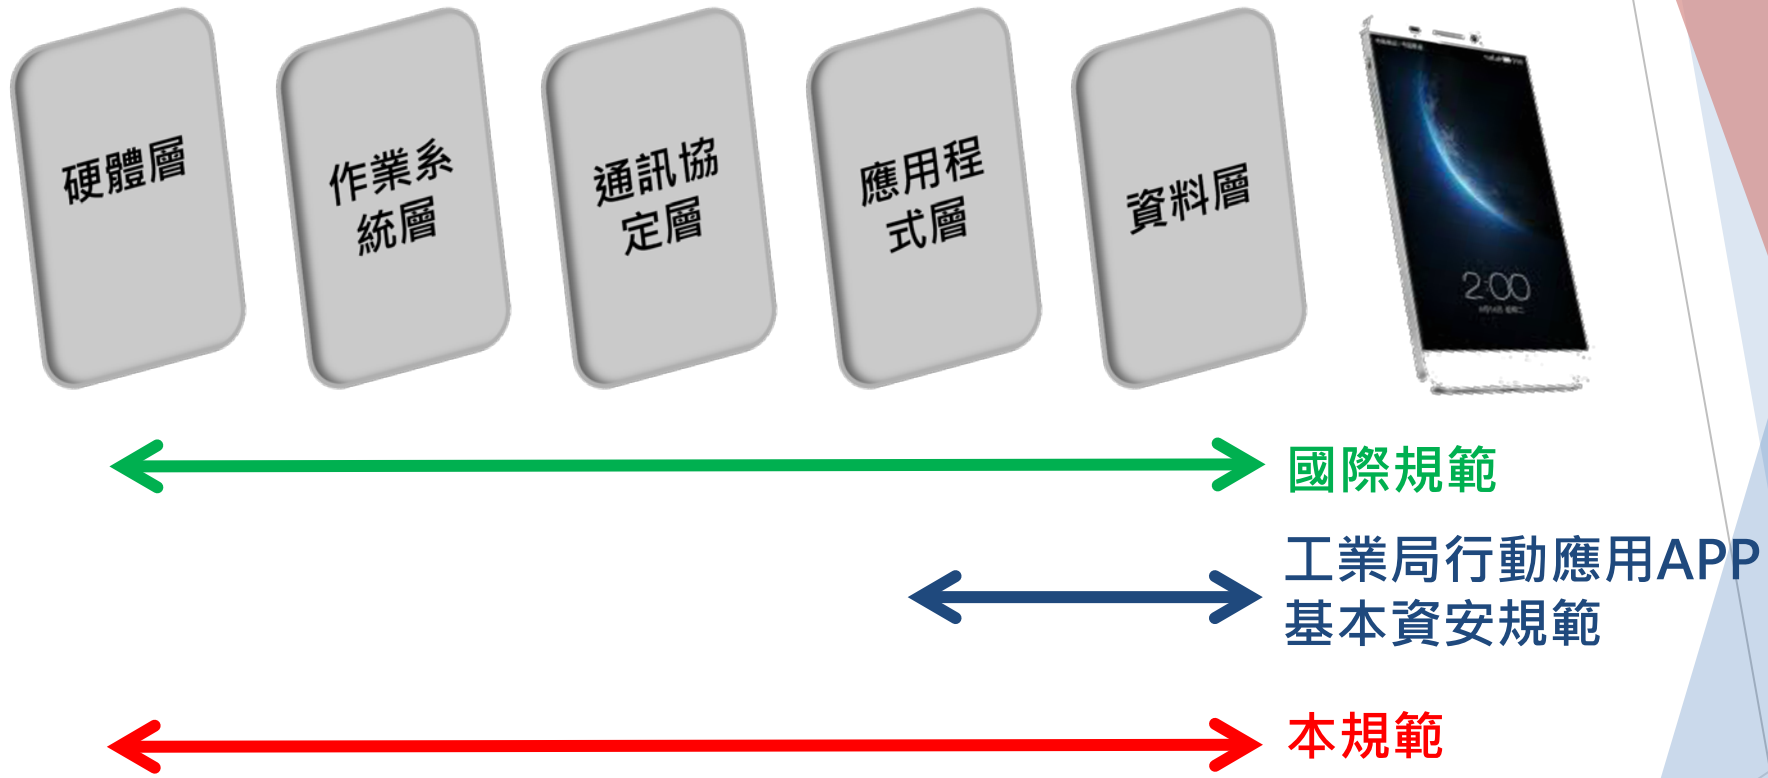 硬體層
作業系
統層
通訊協
定層
應用程
式層
資料層
2:00
國際規範
工業局行動應用APP
基本資安規範
本規範